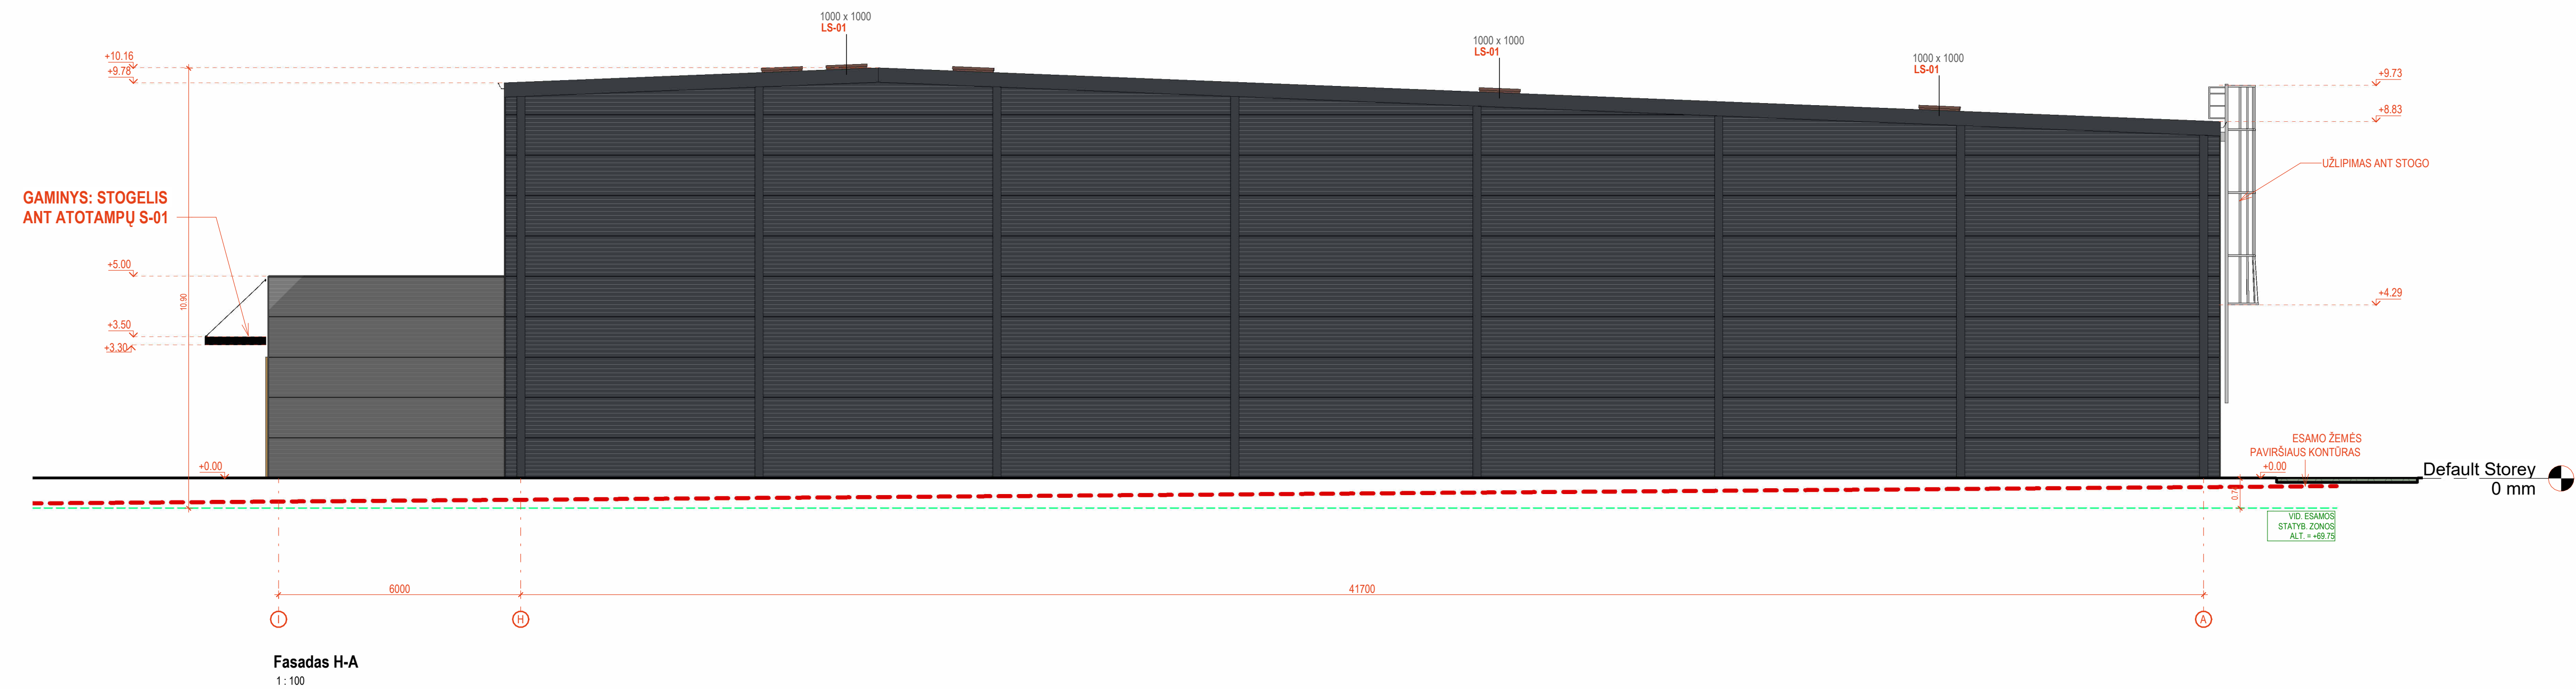 1000 x 1000
LS-01
1000 x 1000
LS-01
1000 x 1000
LS-01
+10.16
+9.78
+9.73
+8.83
UŽLIPIMAS ANT STOGO
GAMINYS: STOGELIS
ANT ATOTAMPŲ S-01
+5.00
10.90
+4.29
+3.50
+3.30
ESAMO ŽEMĖS
PAVIRŠIAUS KONTŪRAS
+0.00
+0.00
Default Storey
0 mm
VID. ESAMOS
STATYB. ZONOS
ALT. = +69.75
6000
41700
I
H
A
Fasadas H-A
1 : 100